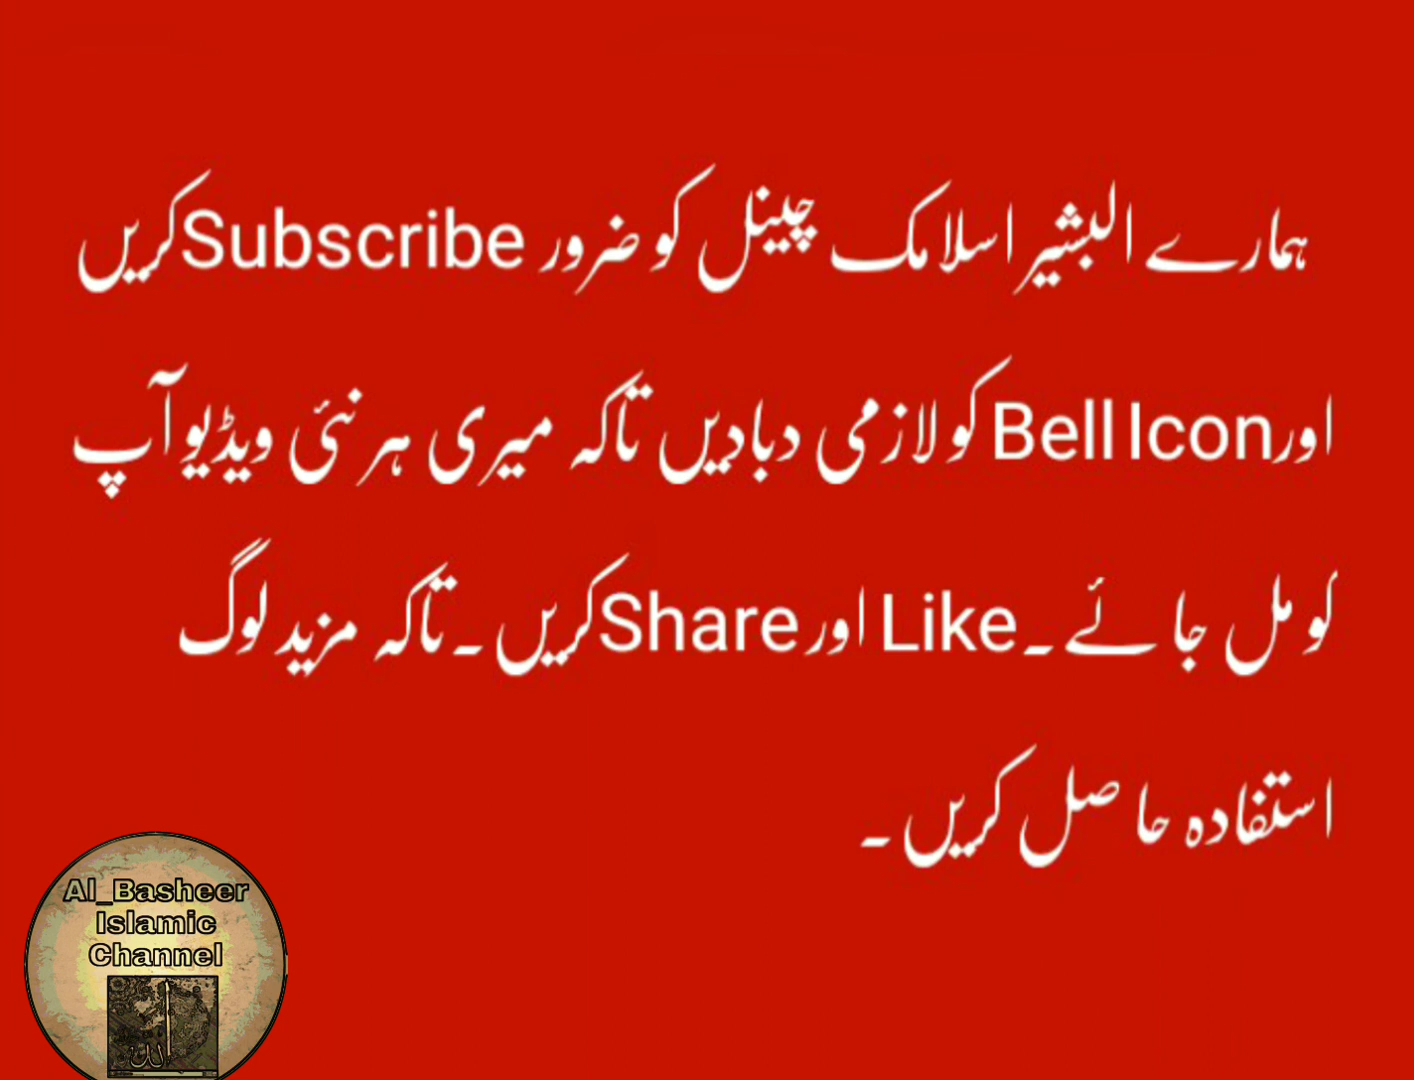 ہمارے البشیر اسلامک چینل کو ضرور Subscribe کریں
اور Bell Icon کو لازمی دبادیں تاکہ میری ہر نئی ویڈیو آپ
کو مل جائے۔ Like اور Share کریں۔ تاکہ مزید لوگ
استفادہ حاصل کریں۔
Al_Basheer
Islamic
Channel
الله